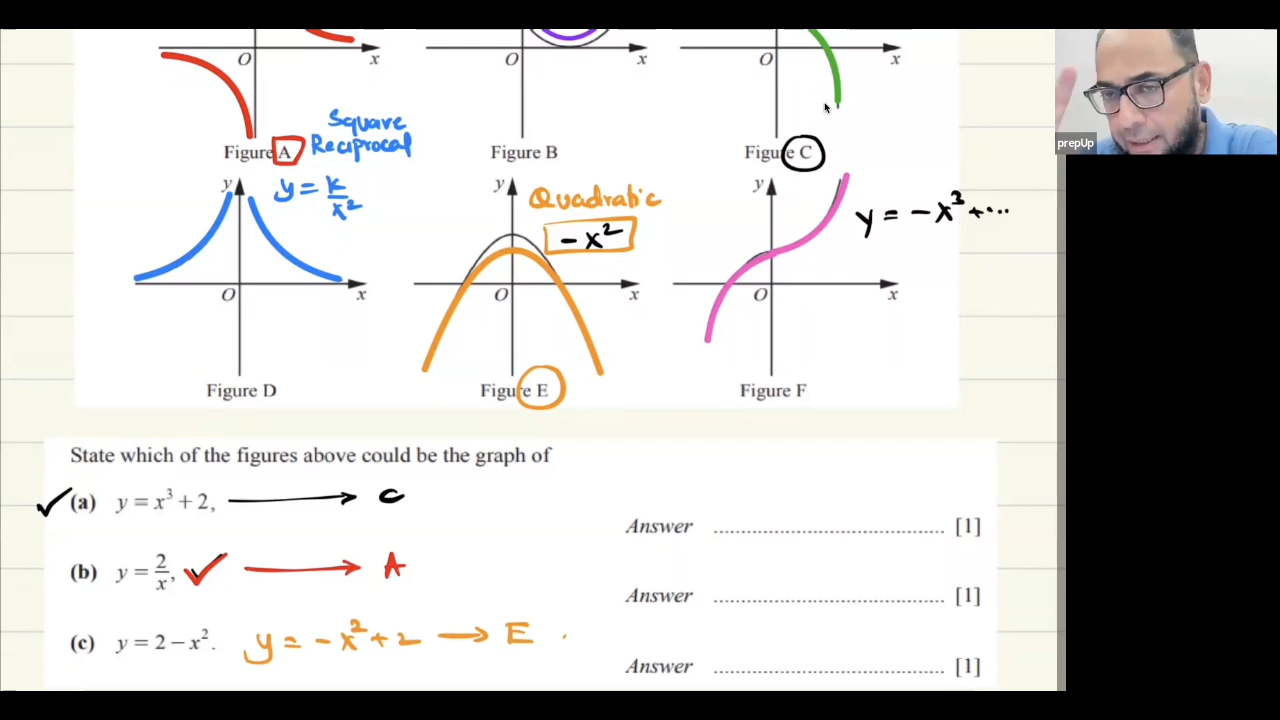 O x O x O x
Square
Reciprocal
Figure A Figure B Figure C
y y = k/x² y Quadratic y
-x² y = -x³ + ...
O x O x O x
Figure D Figure E Figure F
State which of the figures above could be the graph of
✓ (a) y = x³ + 2, → C
Answer ........................................ [1]
(b) y = 2/x, ✓ → A
Answer ........................................ [1]
(c) y = 2 – x². y = -x² + 2 → E
Answer ........................................ [1]
prepUp